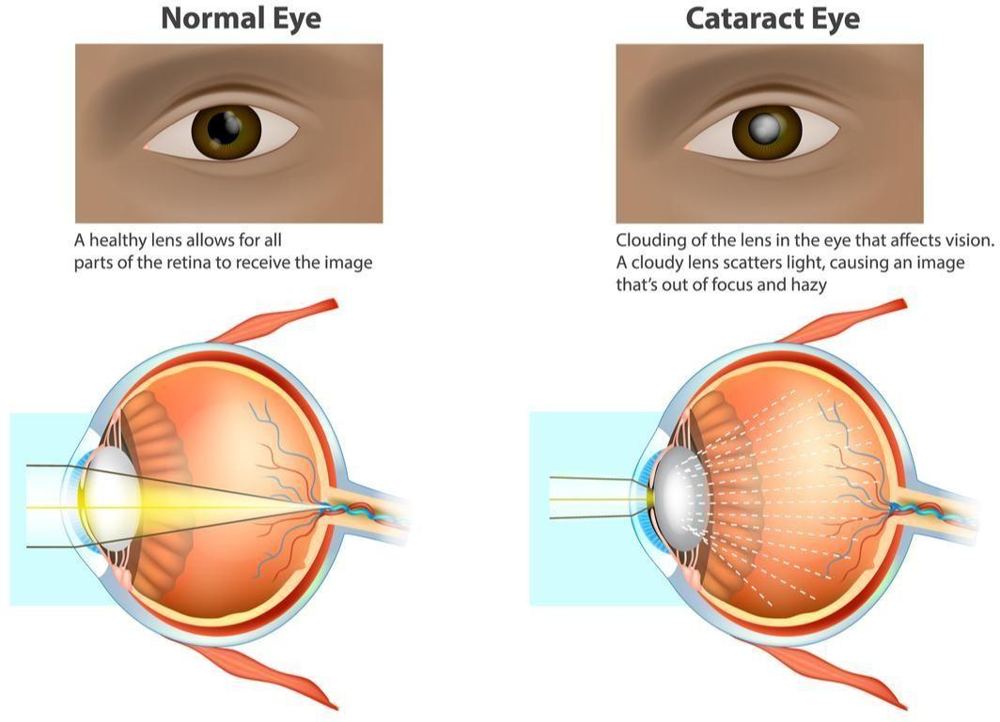 Normal Eye
A healthy lens allows for all
parts of the retina to receive the image
Cataract Eye
Clouding of the lens in the eye that affects vision.
A cloudy lens scatters light, causing an image
that's out of focus and hazy